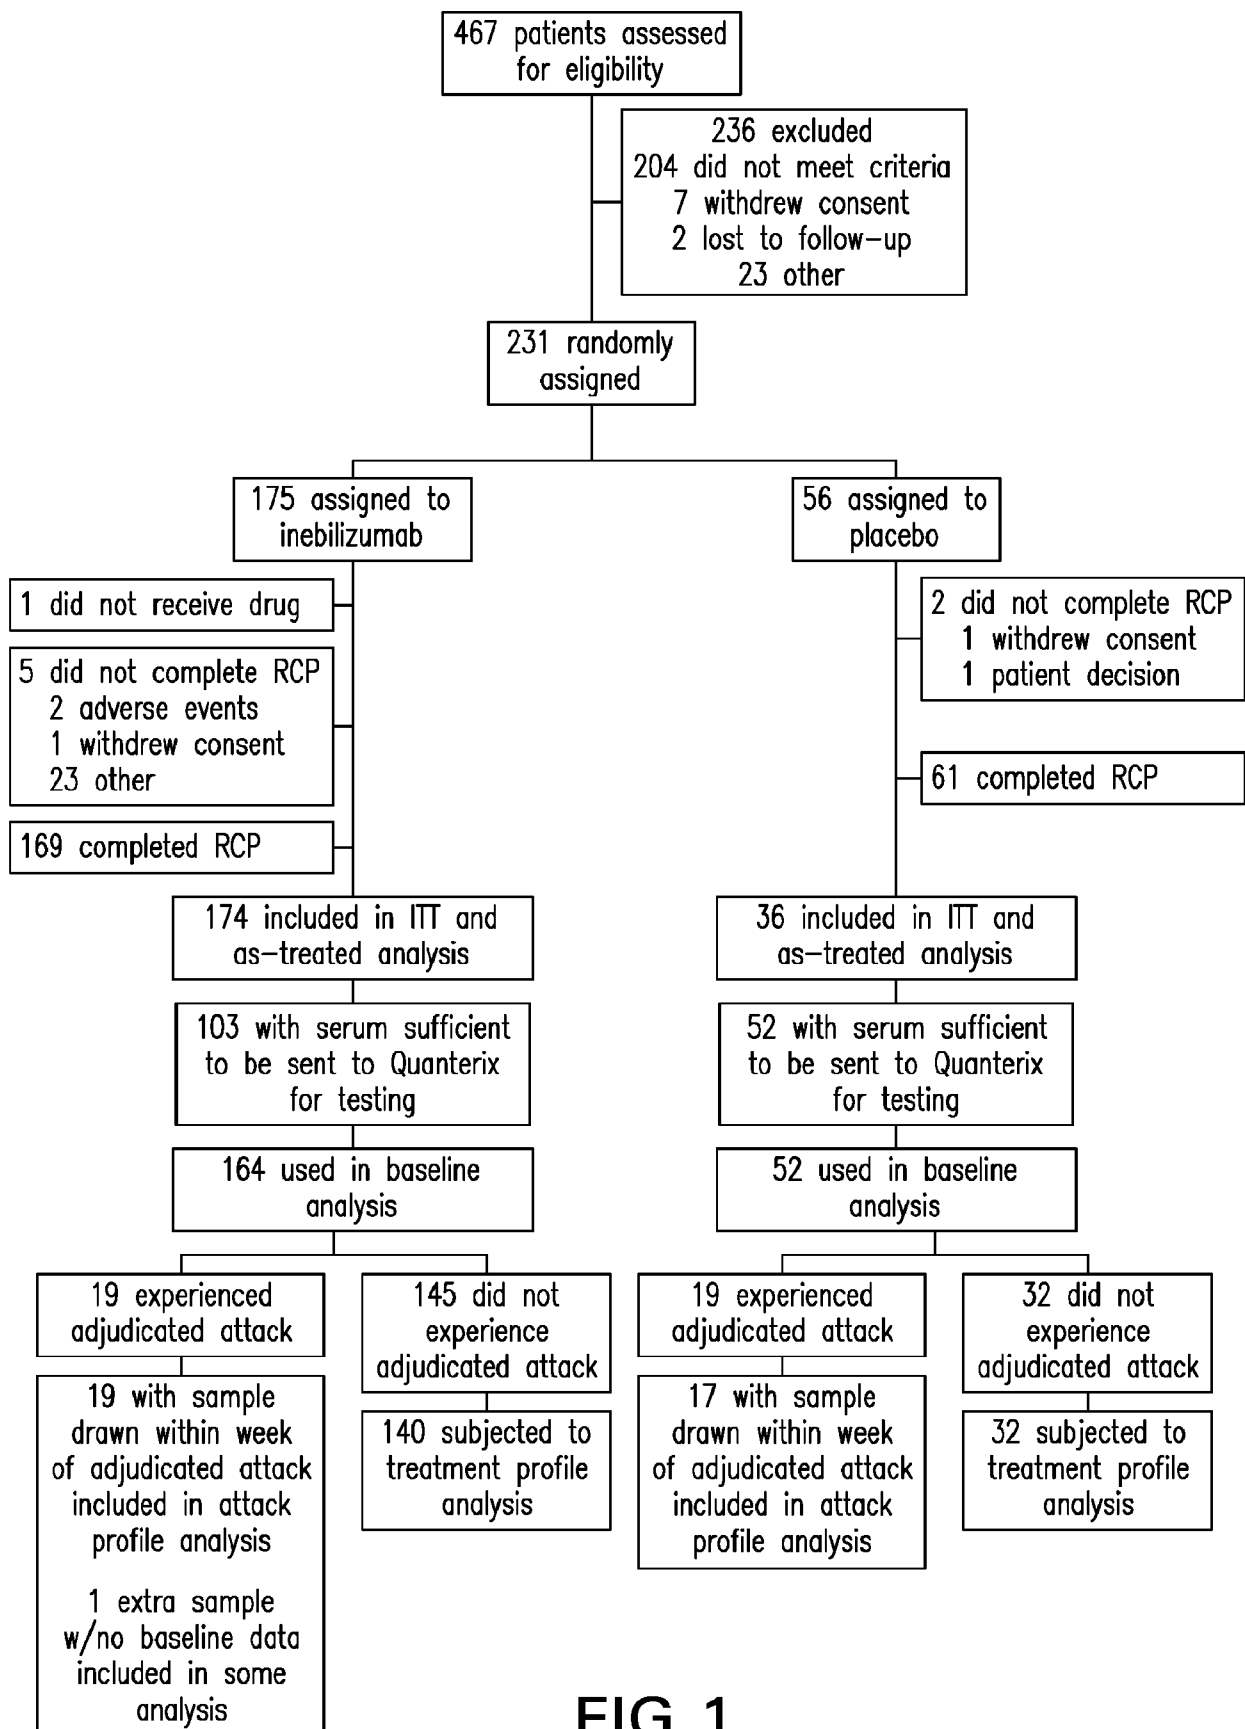 467 patients assessed
for eligibility
236 excluded
204 did not meet criteria
7 withdrew consent
2 lost to follow-up
23 other
231 randomly
assigned
175 assigned to
inebilizumab
56 assigned to
placebo
1 did not receive drug
5 did not complete RCP
2 adverse events
1 withdrew consent
23 other
169 completed RCP
2 did not complete RCP
1 withdrew consent
1 patient decision
61 completed RCP
174 included in ITT and
as-treated analysis
36 included in ITT and
as-treated analysis
103 with serum sufficient
to be sent to Quanterix
for testing
52 with serum sufficient
to be sent to Quanterix
for testing
164 used in baseline
analysis
52 used in baseline
analysis
19 experienced
adjudicated attack
145 did not
experience
adjudicated attack
19 experienced
adjudicated attack
32 did not
experience
adjudicated attack
19 with sample
drawn within week
of adjudicated attack
included in attack
profile analysis
1 extra sample
w/no baseline data
included in some
analysis
140 subjected to
treatment profile
analysis
17 with sample
drawn within week
of adjudicated attack
included in attack
profile analysis
32 subjected to
treatment profile
analysis
FIG. 1